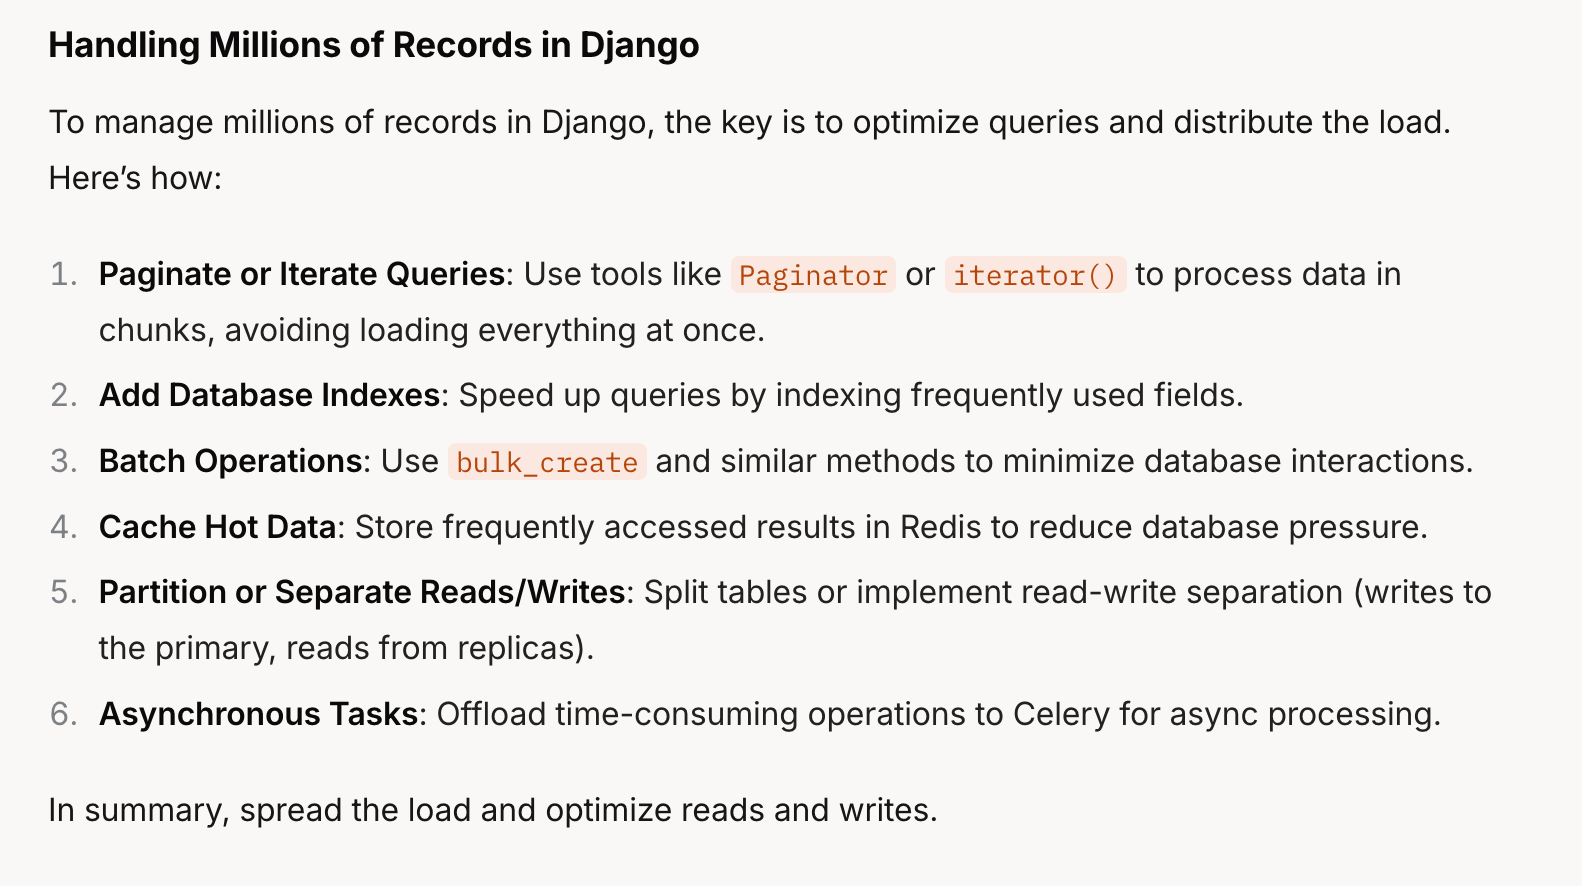 Handling Millions of Records in Django
To manage millions of records in Django, the key is to optimize queries and distribute the load.
Here’s how:
1. Paginate or Iterate Queries: Use tools like Paginator or iterator() to process data in
chunks, avoiding loading everything at once.
2. Add Database Indexes: Speed up queries by indexing frequently used fields.
3. Batch Operations: Use bulk_create and similar methods to minimize database interactions.
4. Cache Hot Data: Store frequently accessed results in Redis to reduce database pressure.
5. Partition or Separate Reads/Writes: Split tables or implement read-write separation (writes to
the primary, reads from replicas).
6. Asynchronous Tasks: Offload time-consuming operations to Celery for async processing.
In summary, spread the load and optimize reads and writes.